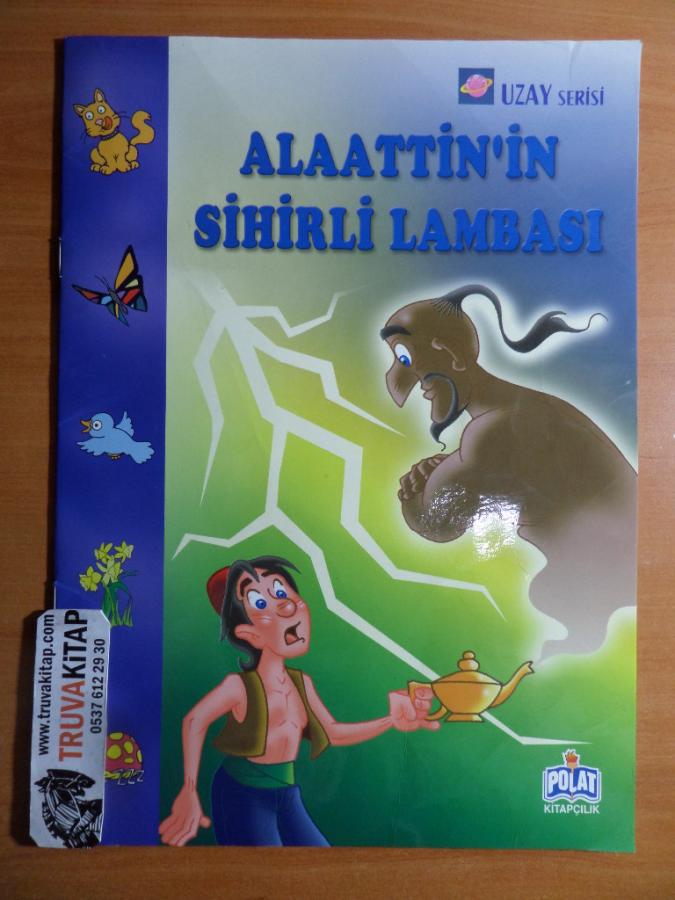 UZAY SERİSİ
ALAATTİN'İN
SİHİRLİ LAMBASI
www.truvakitap.com
TRUVAKİTAP
0537 612 29 30
ZZZ
POLAT
KİTAPÇILIK